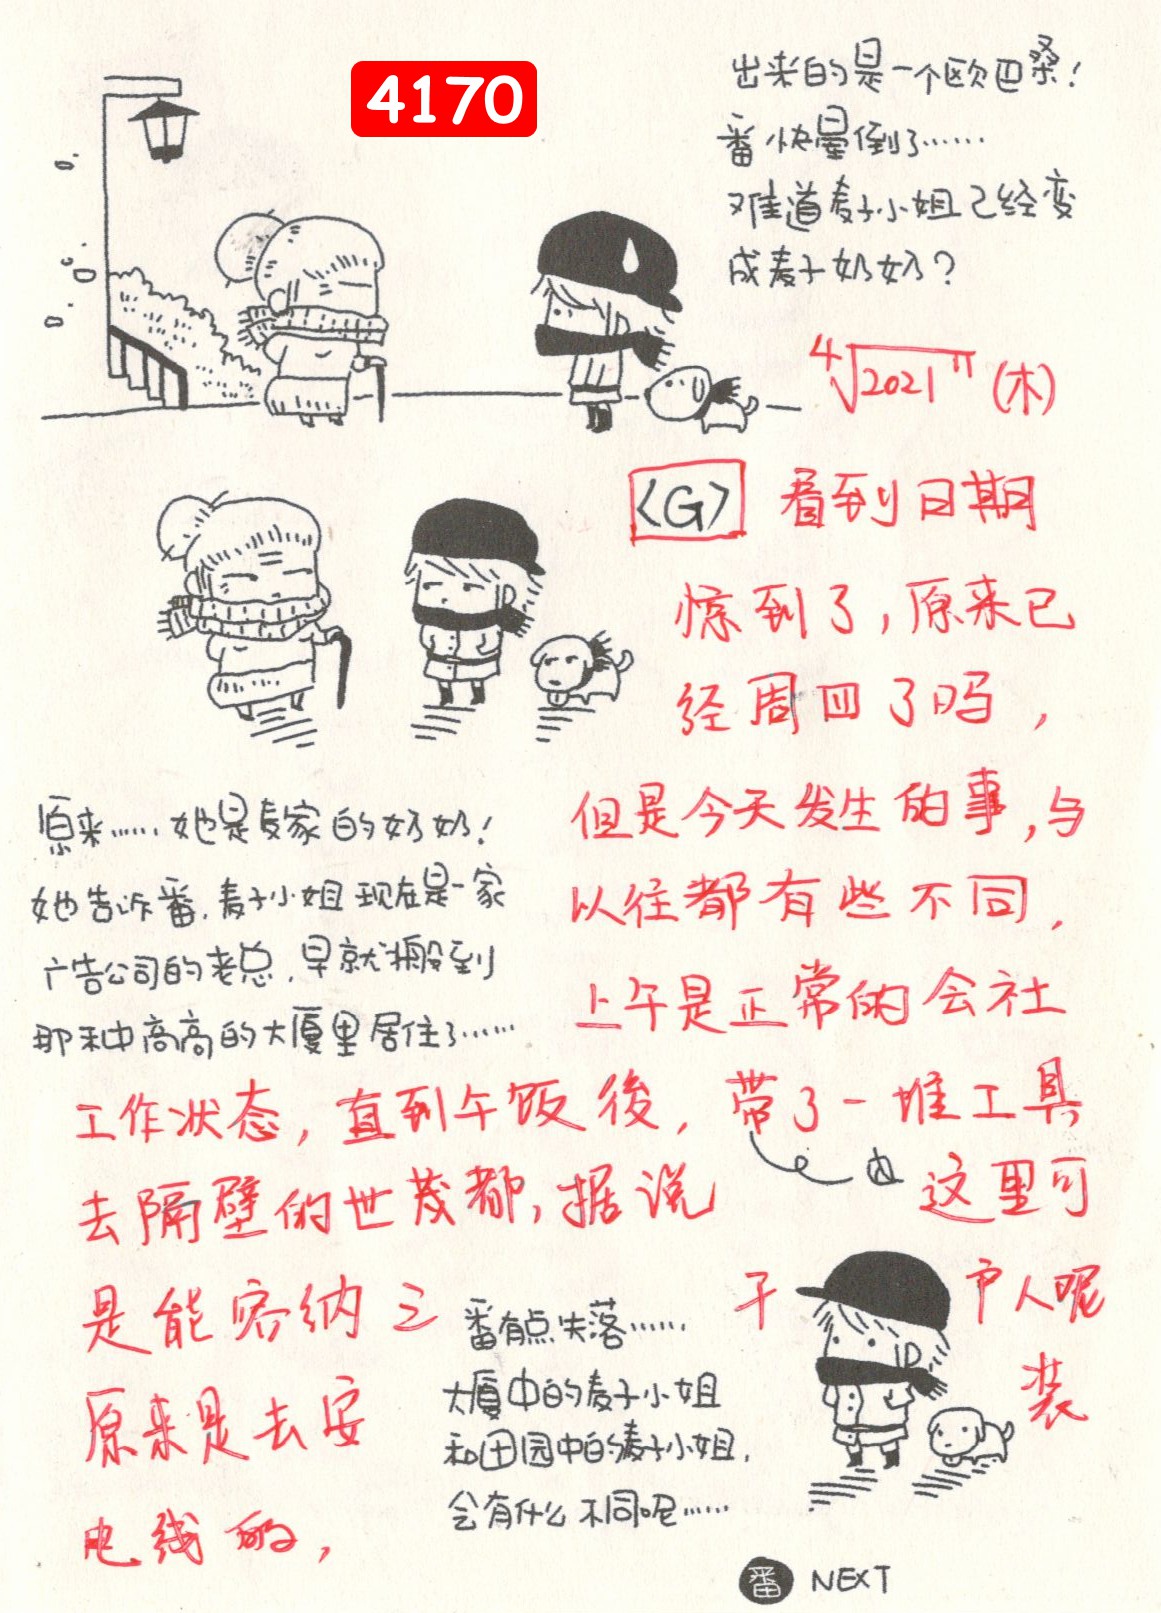 4170
出来的是一个欧巴桑！
番快晕倒了……
难道麦子小姐已经变
成麦子奶奶？
4√2021" (木)
<G> 看到日期
惊到了，原来已
经周四了吗，
但是今天发生的事，与
以往都有些不同，
上午是正常的会社
原来……她是麦家的奶奶！
她告诉番，麦子小姐现在是一家
广告公司的老总，早就搬到
那种高高的大厦里居住了……
工作状态，直到午饭後，带了一堆工具
去隔壁的世茂都，据说 这里可
是能容纳三 千 户人呢
原来是去安 装
电线的，
番有点失落……
大厦中的麦子小姐
和田园中的麦子小姐，
会有什么不同呢……
番 NEXT